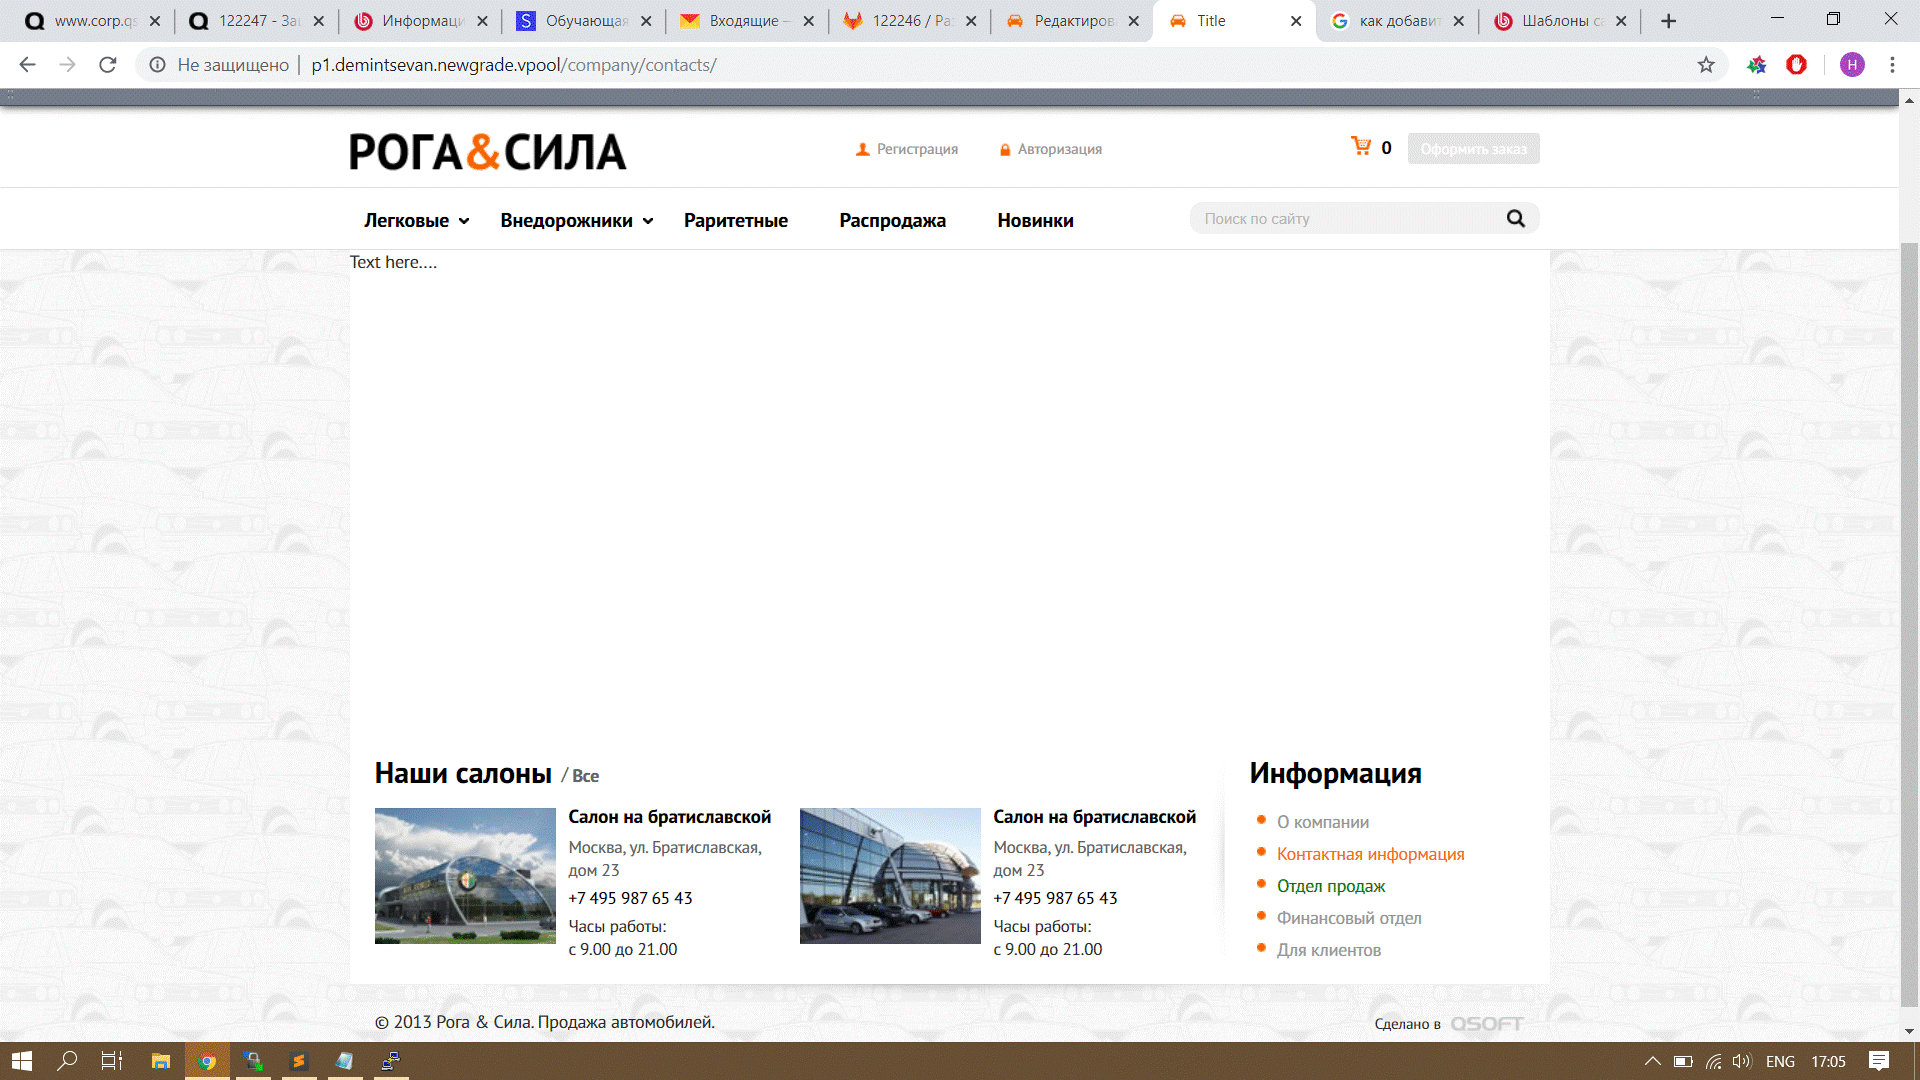 www.corp.qs
122247 - За
Информаци
Обучающа
Входящие –
122246 / Ра
Редактиров
Title
как добавит
Шаблоны са
Не защищено | p1.demintsevan.newgrade.vpool/company/contacts/
H
РОГА&СИЛА
Регистрация
Авторизация
0
Оформить заказ
Легковые
Внедорожники
Раритетные
Распродажа
Новинки
Поиск по сайту
Text here....
Наши салоны / Все
Салон на братиславской
Москва, ул. Братиславская,
дом 23
+7 495 987 65 43
Часы работы:
с 9.00 до 21.00
Салон на братиславской
Москва, ул. Братиславская,
дом 23
+7 495 987 65 43
Часы работы:
с 9.00 до 21.00
Информация
О компании
Контактная информация
Отдел продаж
Финансовый отдел
Для клиентов
© 2013 Рога & Сила. Продажа автомобилей.
Сделано в QSOFT
ENG
17:05